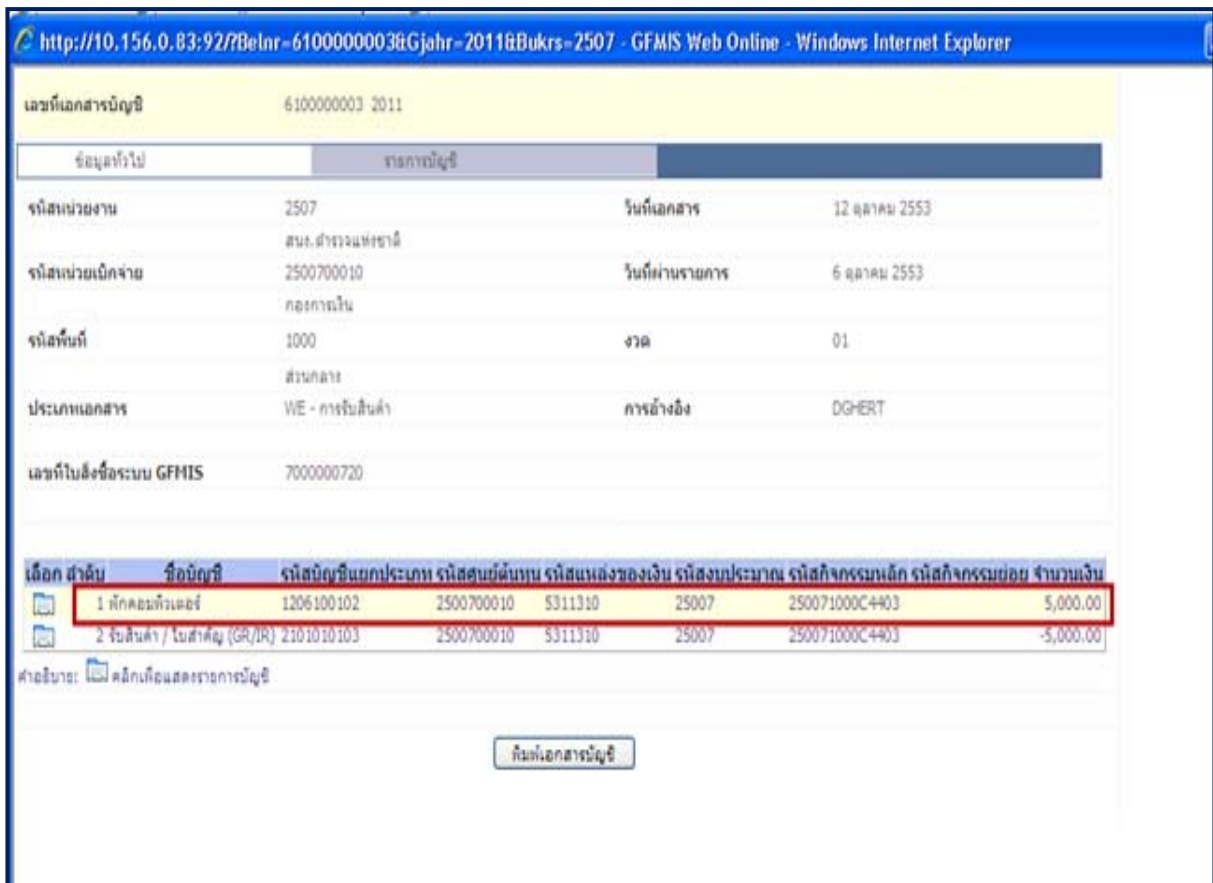 http://10.156.0.83:92/?Belnr=6100000003&Gjahr=2011&Bukrs=2507 - GFMIS Web Online - Windows Internet Explorer
เลขที่เอกสารบัญชี 6100000003 2011
ข้อมูลทั่วไป รายการบัญชี
รหัสหน่วยงาน 2507 วันที่เอกสาร 12 ตุลาคม 2553
สนง.ตำรวจแห่งชาติ
รหัสหน่วยเบิกจ่าย 2500700010 วันที่ผ่านรายการ 6 ตุลาคม 2553
กองการเงิน
รหัสพื้นที่ 1000 งวด 01
ส่วนกลาง
ประเภทเอกสาร WE - การรับสินค้า การอ้างอิง DGHERT
เลขที่ใบสั่งซื้อระบบ GFMIS 7000000720
เลือก ลำดับ ชื่อบัญชี รหัสบัญชีแยกประเภท รหัสศูนย์ต้นทุน รหัสแหล่งของเงิน รหัสงบประมาณ รหัสกิจกรรมหลัก รหัสกิจกรรมย่อย จำนวนเงิน
1 พักคอมพิวเตอร์ 1206100102 2500700010 5311310 25007 250071000C4403 5,000.00
2 รับสินค้า / ใบสำคัญ (GR/IR) 2101010103 2500700010 5311310 25007 250071000C4403 -5,000.00
คำอธิบาย: คลิกเพื่อแสดงรายการบัญชี
พิมพ์เอกสารบัญชี